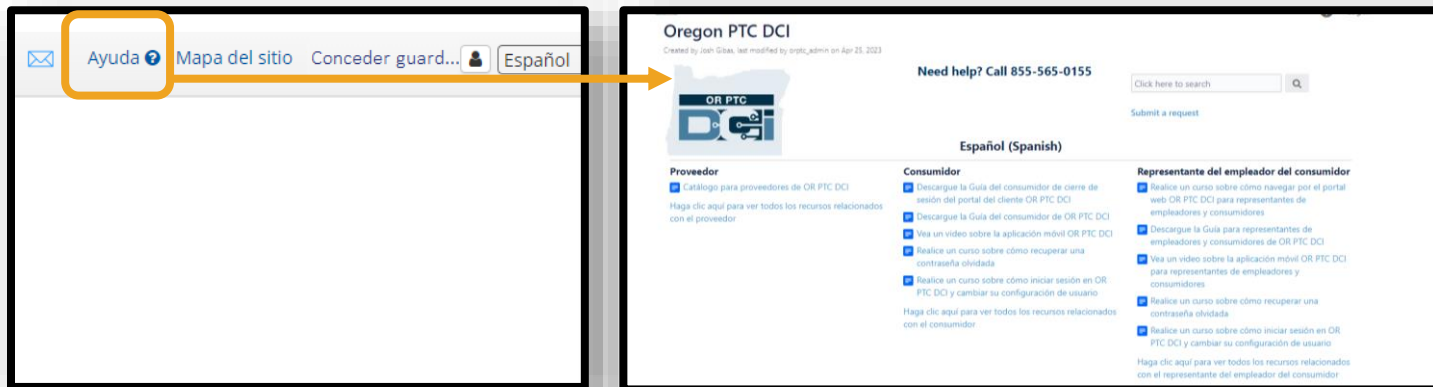 Ayuda ? Mapa del sitio Conceder guard... Español
Oregon PTC DCI
Created by Josh Gibas, last modified by orptc_admin on Apr 25, 2023
Need help? Call 855-565-0155
Click here to search
Submit a request
OR PTC
DCi
Español (Spanish)
Proveedor
Catálogo para proveedores de OR PTC DCI
Haga clic aquí para ver todos los recursos relacionados
con el proveedor
Consumidor
Descargue la Guía del consumidor de cierre de
sesión del portal del cliente OR PTC DCI
Descargue la Guía del consumidor de OR PTC DCI
Vea un video sobre la aplicación móvil OR PTC DCI
Realice un curso sobre cómo recuperar una
contraseña olvidada
Realice un curso sobre cómo iniciar sesión en OR
PTC DCI y cambiar su configuración de usuario
Haga clic aquí para ver todos los recursos relacionados
con el consumidor
Representante del empleador del consumidor
Realice un curso sobre cómo navegar por el portal
web OR PTC DCI para representantes de
empleadores y consumidores
Descargue la Guía para representantes de
empleadores y consumidores de OR PTC DCI
Vea un video sobre la aplicación móvil OR PTC DCI
para representantes de empleadores y
consumidores
Realice un curso sobre cómo recuperar una
contraseña olvidada
Realice un curso sobre cómo iniciar sesión en OR
PTC DCI y cambiar su configuración de usuario
Haga clic aquí para ver todos los recursos relacionados
con el representante del empleador del consumidor